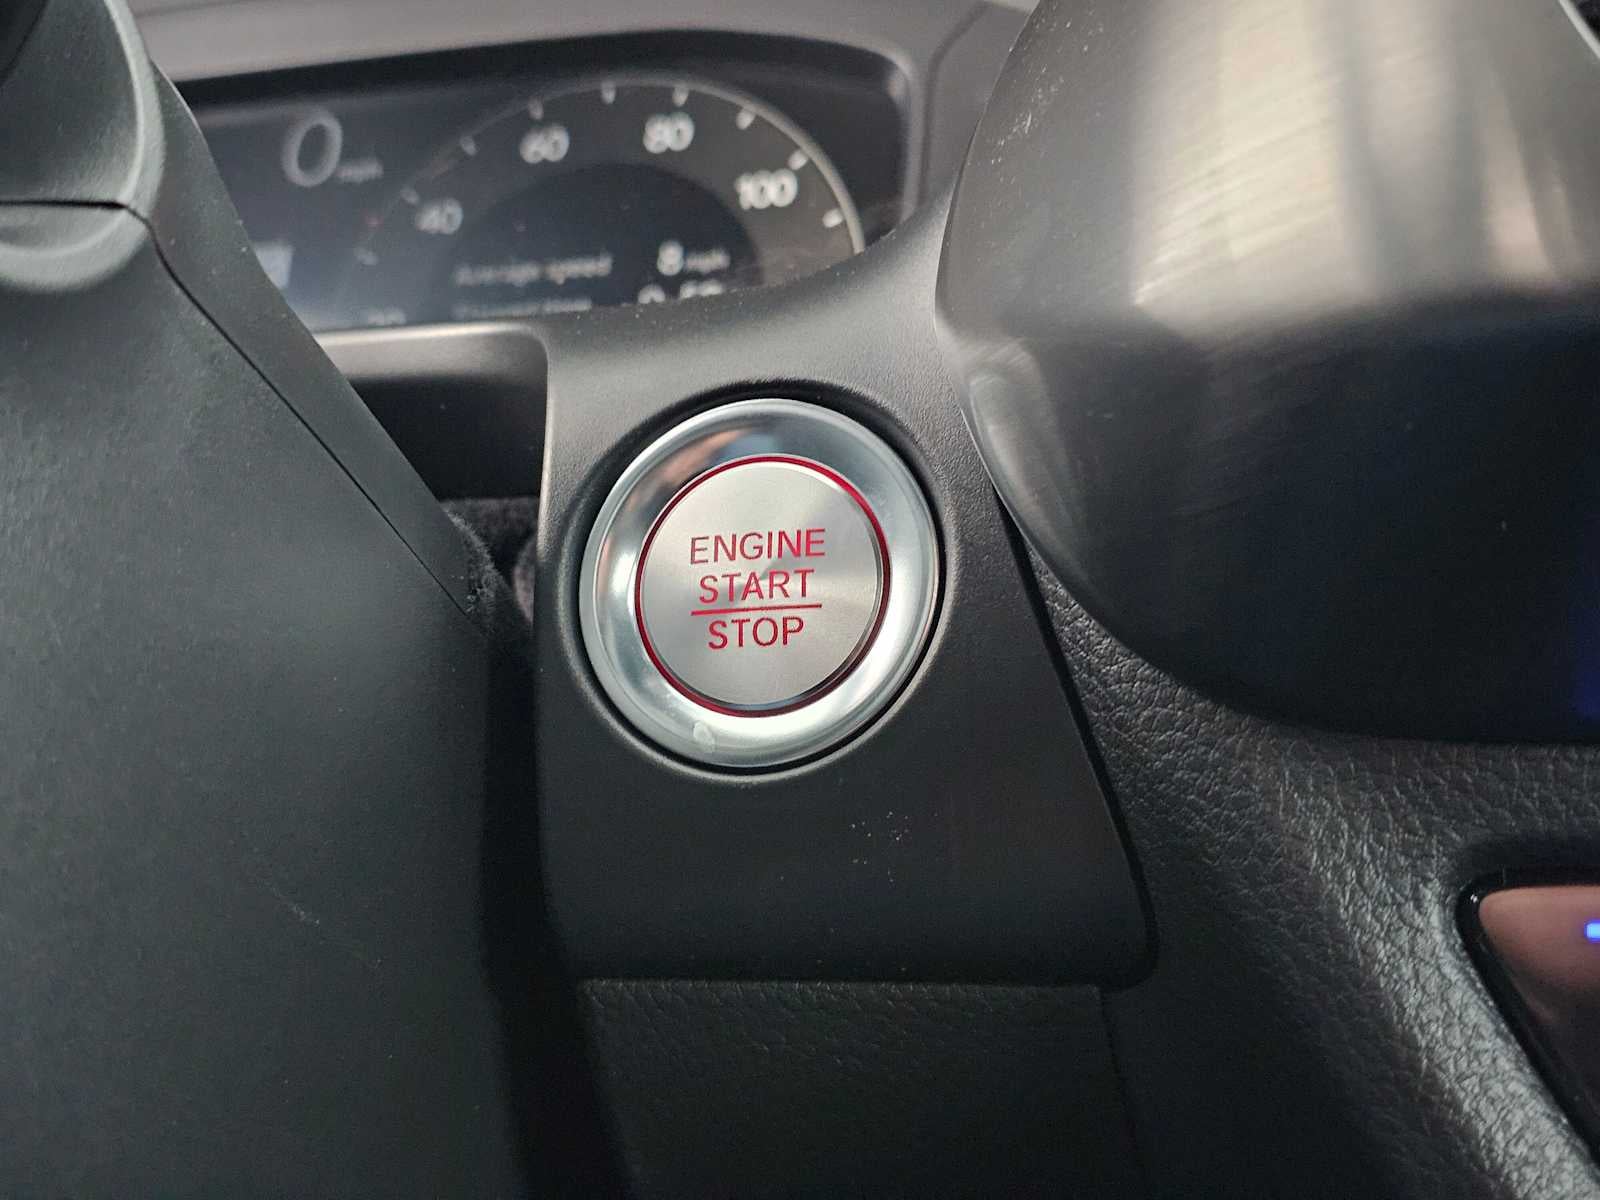 0 mph
60
80
100
40
Average speed 8 mph
ENGINE
START
STOP